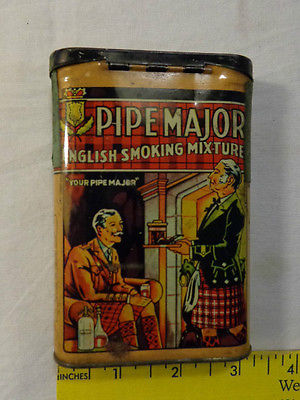 PIPE MAJOR
ENGLISH SMOKING MIXTURE
"YOUR PIPE MAJOR"
INCHES 1 2 3 4
We